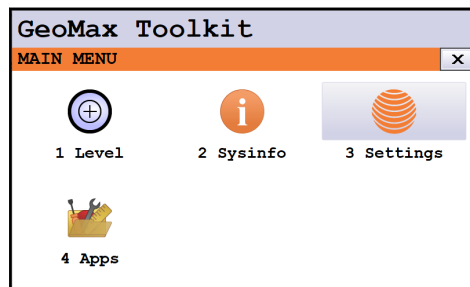 GeoMax Toolkit
MAIN MENU x
1 Level 2 Sysinfo 3 Settings
4 Apps